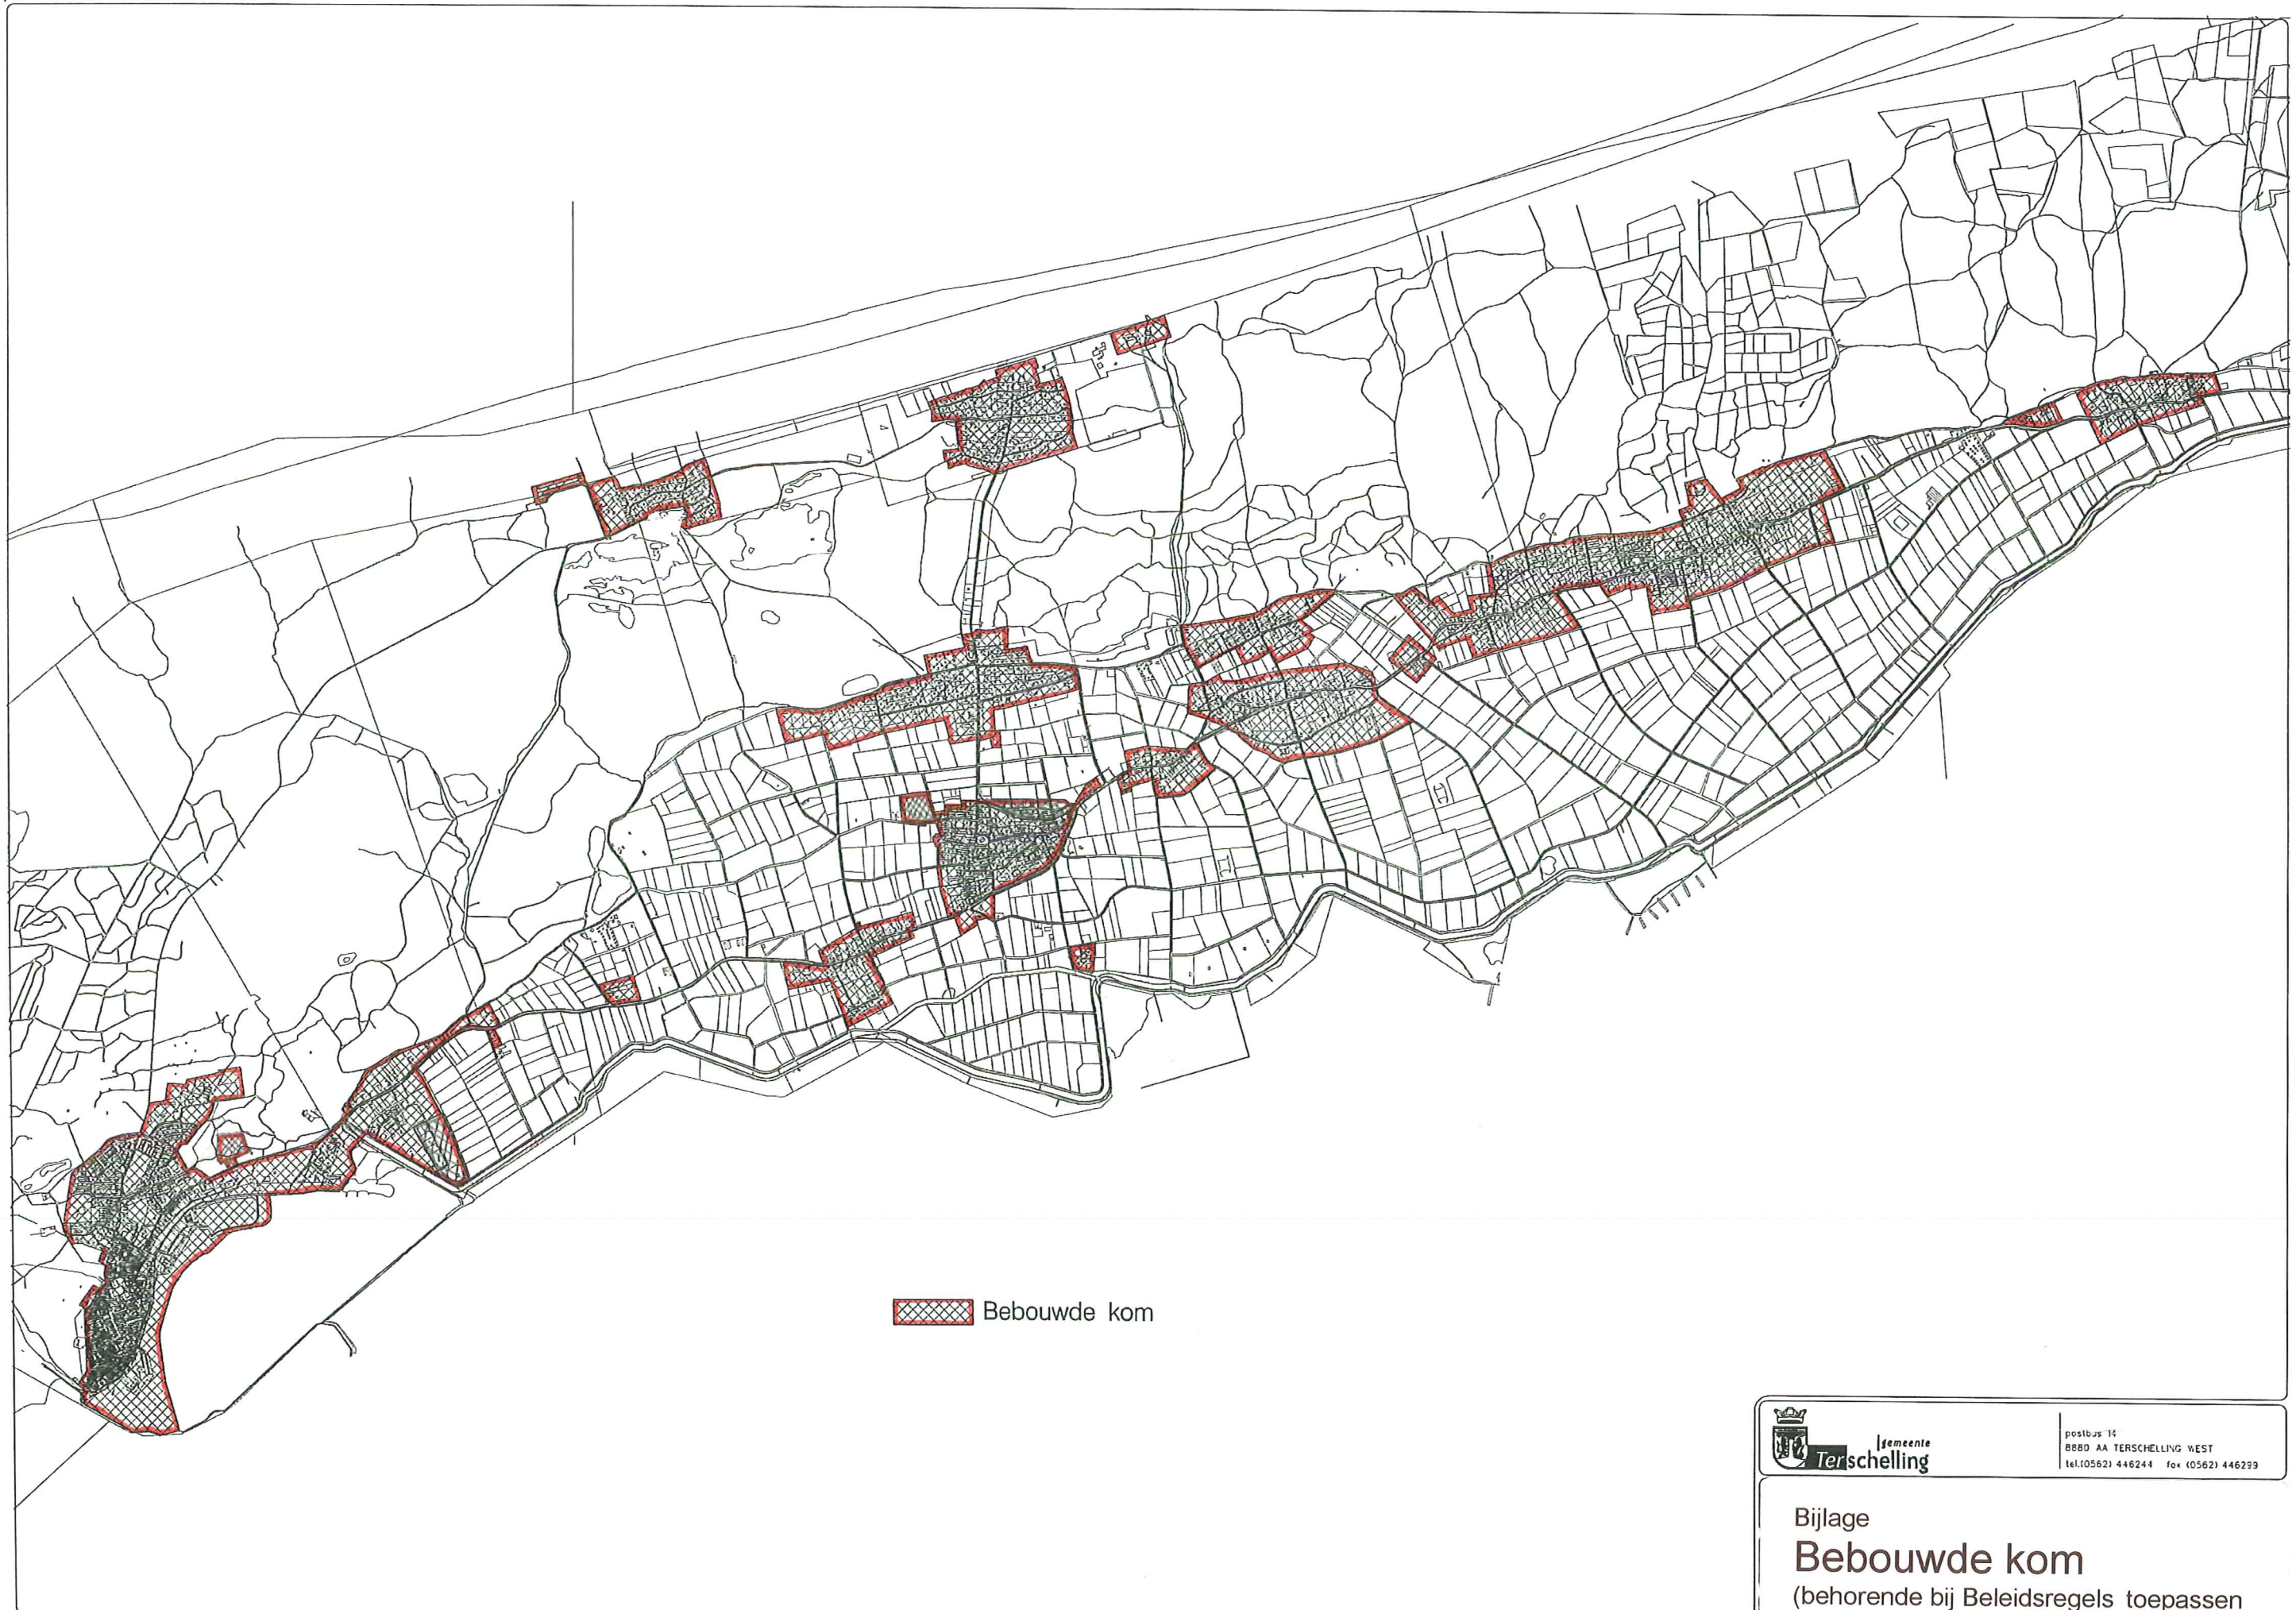 Bebouwde kom
gemeente
Terschelling
postbus 14
8880 AA TERSCHELLING WEST
tel.(0562) 446244 fax (0562) 446299
Bijlage
Bebouwde kom
(behorende bij Beleidsregels toepassen